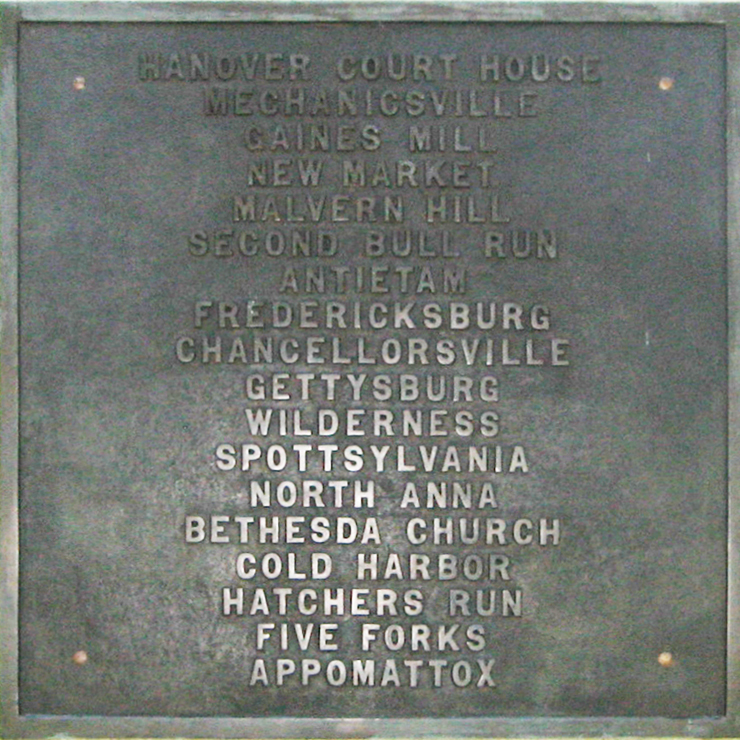 HANOVER COURT HOUSE
MECHANICSVILLE
GAINES MILL
NEW MARKET
MALVERN HILL
SECOND BULL RUN
ANTIETAM
FREDERICKSBURG
CHANCELLORSVILLE
GETTYSBURG
WILDERNESS
SPOTTSYLVANIA
NORTH ANNA
BETHESDA CHURCH
COLD HARBOR
HATCHERS RUN
FIVE FORKS
APPOMATTOX